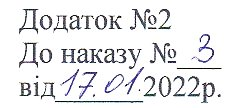 Додаток №2
До наказу № 3
від 17.01.2022р.